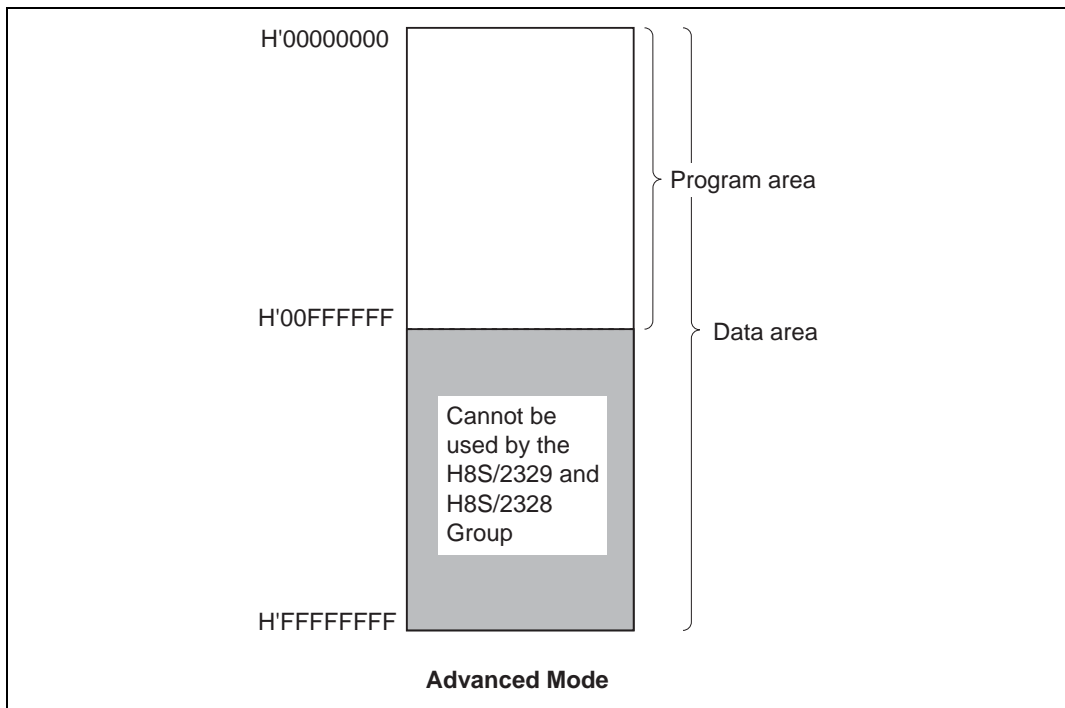 H'00000000
Program area
H'00FFFFFF
Data area
Cannot be
used by the
H8S/2329 and
H8S/2328
Group
H'FFFFFFFF
Advanced Mode